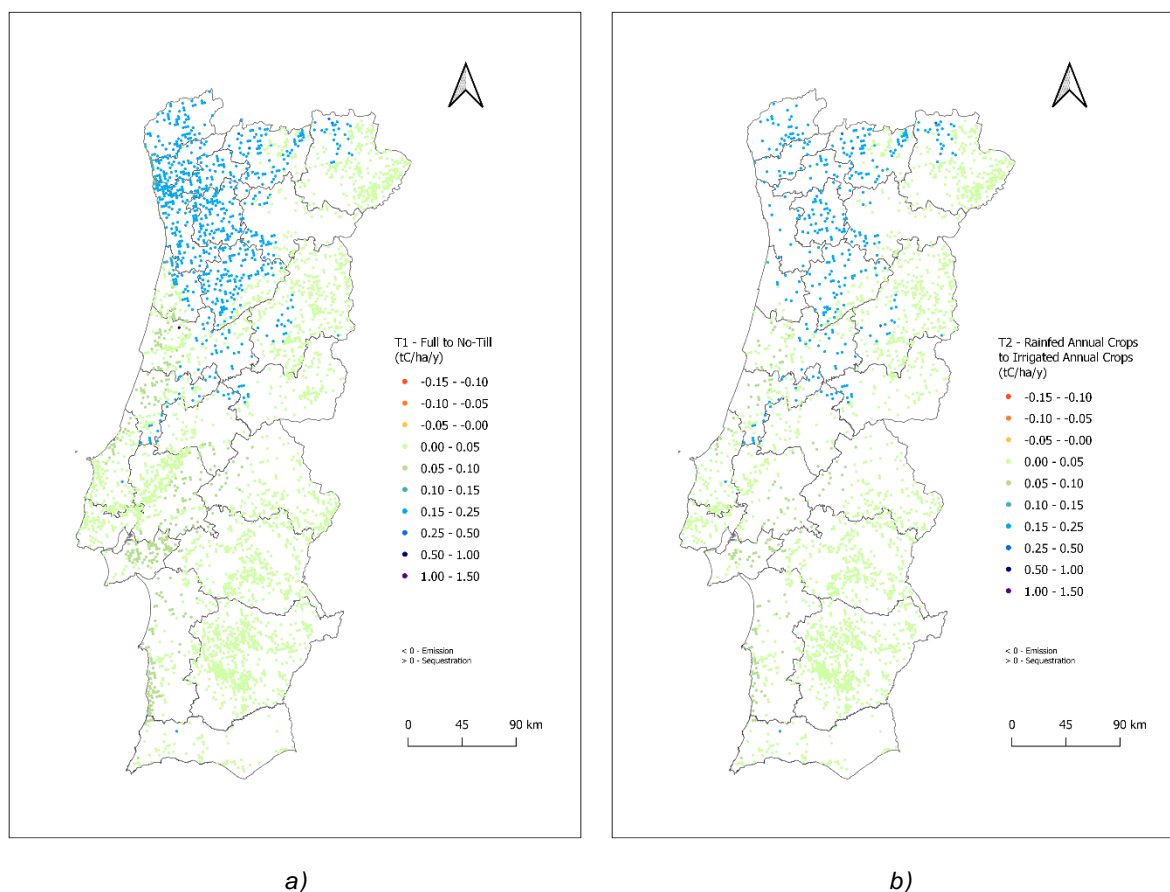 T1 - Full to No-Till
(tC/ha/y)
-0.15 - -0.10
-0.10 - -0.05
-0.05 - -0.00
0.00 - 0.05
0.05 - 0.10
0.10 - 0.15
0.15 - 0.25
0.25 - 0.50
0.50 - 1.00
1.00 - 1.50
< 0 - Emission
> 0 - Sequestration
0 45 90 km
a)
T2 - Rainfed Annual Crops
to Irrigated Annual Crops
(tC/ha/y)
-0.15 - -0.10
-0.10 - -0.05
-0.05 - -0.00
0.00 - 0.05
0.05 - 0.10
0.10 - 0.15
0.15 - 0.25
0.25 - 0.50
0.50 - 1.00
1.00 - 1.50
< 0 - Emission
> 0 - Sequestration
0 45 90 km
b)